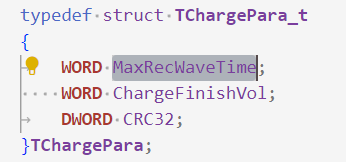 typedef struct TChargePara_t
{
WORD MaxRecWaveTime;
WORD ChargeFinishVol;
DWORD CRC32;
}TChargePara;